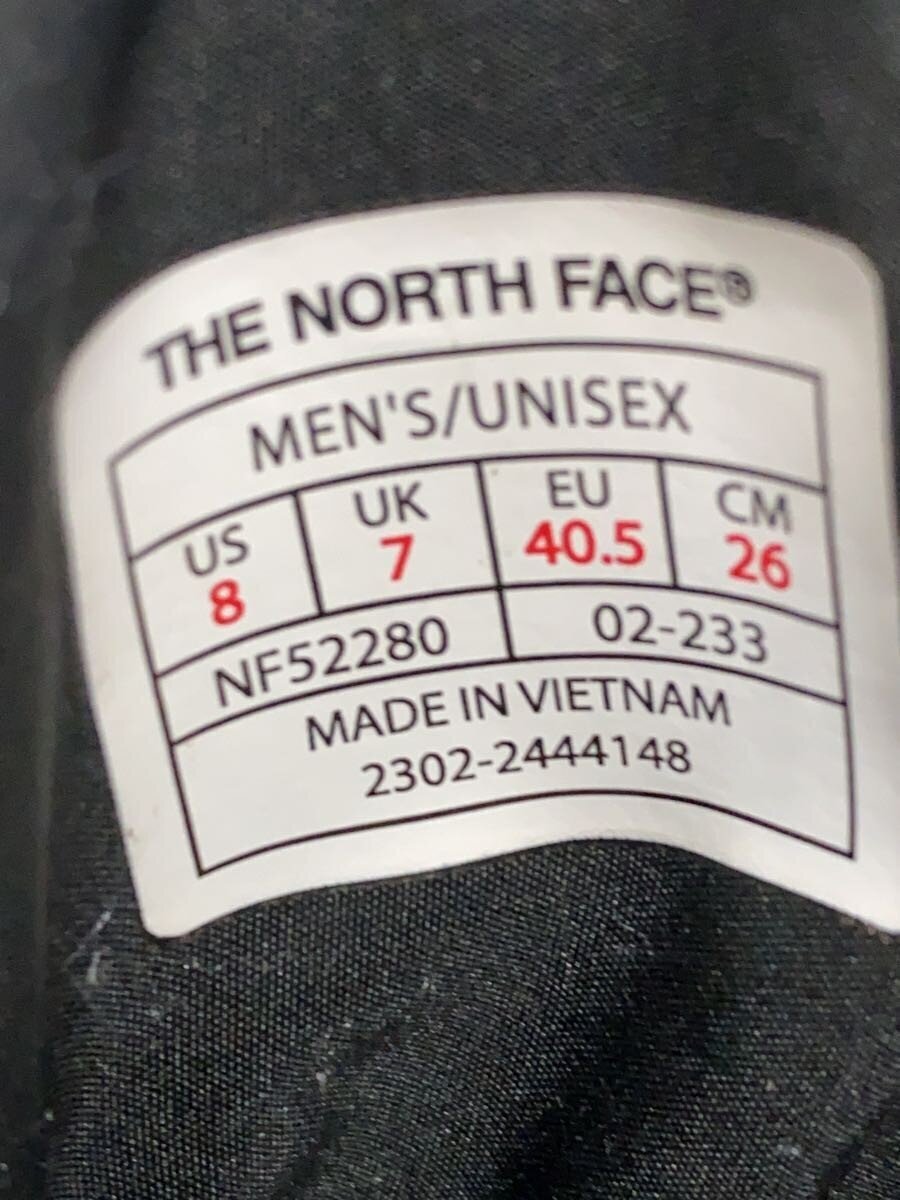 THE NORTH FACE®
MEN'S/UNISEX
US UK EU CM
8 7 40.5 26
NF52280 02-233
MADE IN VIETNAM
2302-2444148